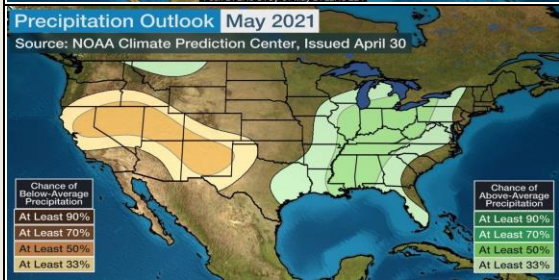 Precipitation Outlook May 2021
Source: NOAA Climate Prediction Center, Issued April 30
Chance of
Below-Average
Precipitation
At Least 90%
At Least 70%
At Least 50%
At Least 33%
Chance of
Above-Average
Precipitation
At Least 90%
At Least 70%
At Least 50%
At Least 33%